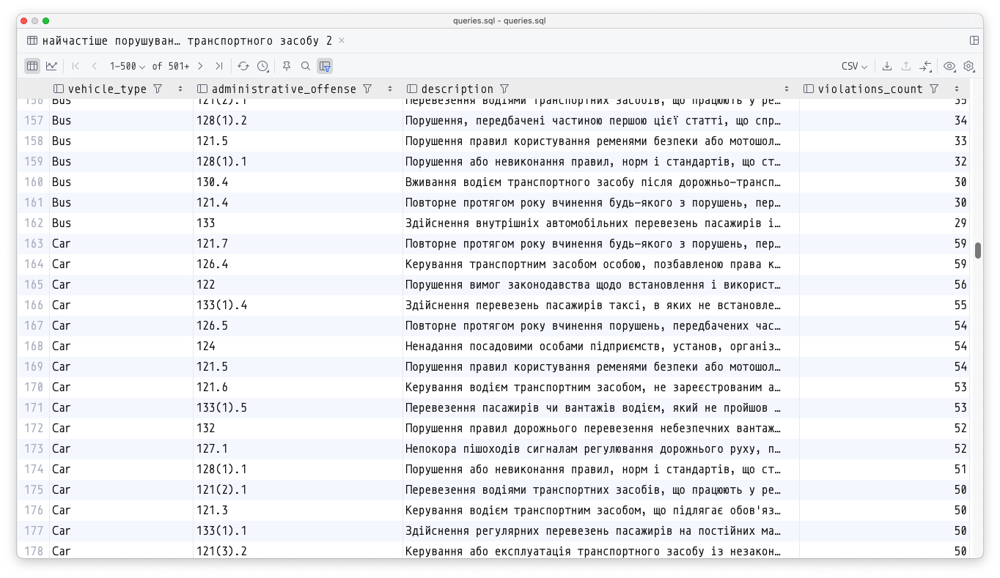 queries.sql – queries.sql
найчастіше порушуван… транспортного засобу 2
1–500 of 501+ CSV
vehicle_type administrative_offense description violations_count
156 Bus 121(2).1 Перевезення водіями транспортних засобів, що працюють у ре… 35
157 Bus 128(1).2 Порушення, передбачені частиною першою цієї статті, що спр… 34
158 Bus 121.5 Порушення правил користування ременями безпеки або мотошол… 33
159 Bus 128(1).1 Порушення або невиконання правил, норм і стандартів, що ст… 32
160 Bus 130.4 Вживання водієм транспортного засобу після дорожньо-трансп… 30
161 Bus 121.4 Повторне протягом року вчинення будь-якого з порушень, пер… 30
162 Bus 133 Здійснення внутрішніх автомобільних перевезень пасажирів і… 29
163 Car 121.7 Повторне протягом року вчинення будь-якого з порушень, пер… 59
164 Car 126.4 Керування транспортним засобом особою, позбавленою права к… 59
165 Car 122 Порушення вимог законодавства щодо встановлення і використ… 56
166 Car 133(1).4 Здійснення перевезень пасажирів таксі, в яких не встановле… 55
167 Car 126.5 Повторне протягом року вчинення порушень, передбачених час… 54
168 Car 124 Ненадання посадовими особами підприємств, установ, організ… 54
169 Car 121.5 Порушення правил користування ременями безпеки або мотошол… 54
170 Car 121.6 Керування водієм транспортним засобом, не зареєстрованим а… 53
171 Car 133(1).5 Перевезення пасажирів чи вантажів водієм, який не пройшов … 53
172 Car 132 Порушення правил дорожнього перевезення небезпечних вантаж… 52
173 Car 127.1 Непокора пішоходів сигналам регулювання дорожнього руху, п… 52
174 Car 128(1).1 Порушення або невиконання правил, норм і стандартів, що ст… 51
175 Car 121(2).1 Перевезення водіями транспортних засобів, що працюють у ре… 50
176 Car 121.3 Керування водієм транспортним засобом, що підлягає обов'яз… 50
177 Car 133(1).1 Здійснення регулярних перевезень пасажирів на постійних ма… 50
178 Car 121(3).2 Керування або експлуатація транспортного засобу із незакон… 50